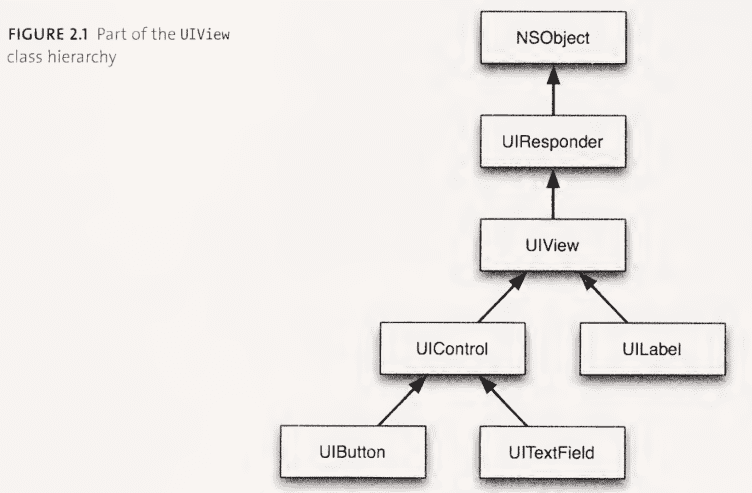 FIGURE 2.1 Part of the UIView
class hierarchy
NSObject
UIResponder
UIView
UIControl
UILabel
UIButton
UITextField